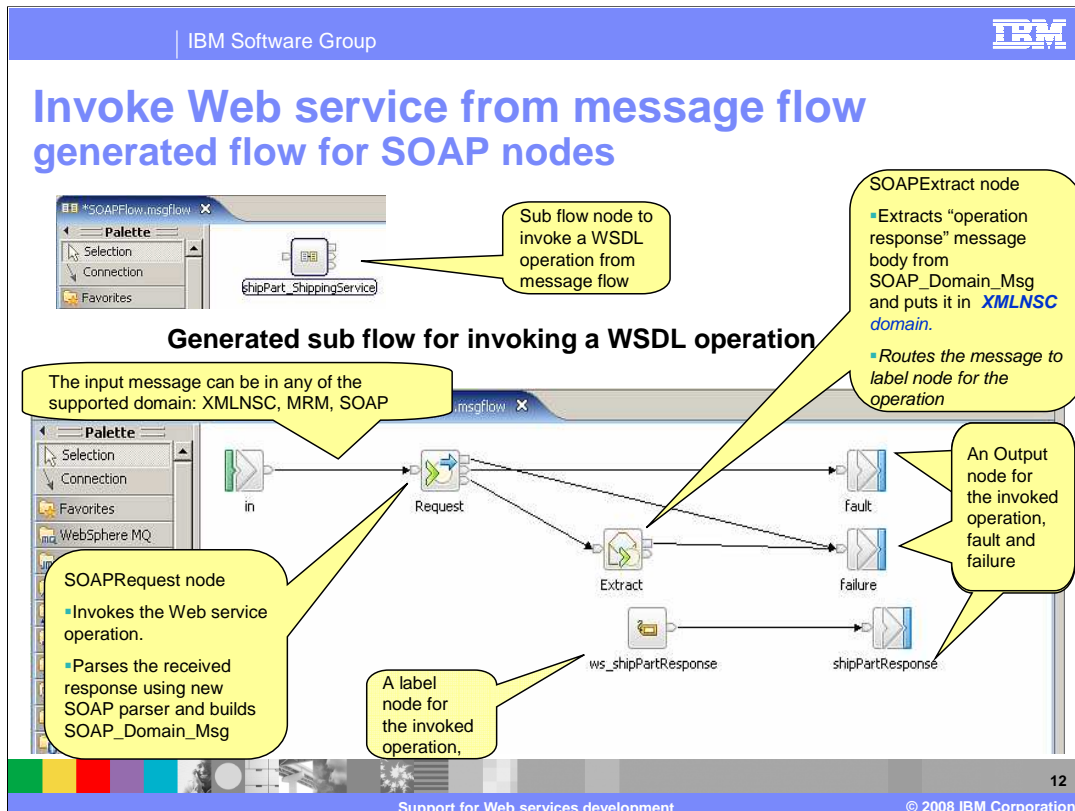 IBM Software Group
IBM
Invoke Web service from message flow
generated flow for SOAP nodes
*SOAPFlow.msgflow
Palette
Selection
Connection
Favorites
shipPart_ShippingService
Sub flow node to
invoke a WSDL
operation from
message flow
SOAPExtract node
▪Extracts “operation
response” message
body from
SOAP_Domain_Msg
and puts it in XMLNSC
domain.
▪Routes the message to
label node for the
operation
Generated sub flow for invoking a WSDL operation
The input message can be in any of the
supported domain: XMLNSC, MRM, SOAP
.msgflow
Palette
Selection
Connection
Favorites
WebSphere MQ
in
Request
fault
Extract
failure
ws_shipPartResponse
shipPartResponse
An Output
node for
the invoked
operation,
fault and
failure
SOAPRequest node
▪Invokes the Web service
operation.
▪Parses the received
response using new
SOAP parser and builds
SOAP_Domain_Msg
A label
node for
the invoked
operation,
12
Support for Web services development
© 2008 IBM Corporation